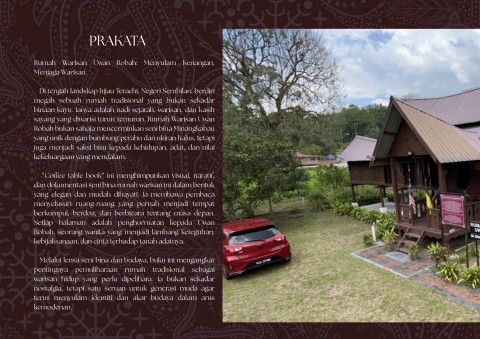 PRAKATA
Rumah Warisan Uwan Robah: Menyulam Kenangan,
Menjaga Warisan.
Di tengah landskap hijau Terachi, Negeri Sembilan, berdiri
megah sebuah rumah tradisional yang bukan sekadar
binaan kayu. Ianya adalah nadi sejarah, warisan, dan kasih
sayang yang diwarisi turun temurun. Rumah Warisan Uwan
Robah bukan sahaja mencerminkan seni bina Minangkabau
yang unik dengan bumbung perahu dan ukiran halus, tetapi
juga menjadi saksi bisu kepada kehidupan, adat, dan nilai
kekeluargaan yang mendalam.
"Coffee table book" ini menghimpunkan visual, naratif,
dan dokumentasi seni bina rumah warisan ini dalam bentuk
yang elegan dan mudah dihayati. Ia membawa pembaca
menyelusuri ruang-ruang yang pernah menjadi tempat
berkumpul, berdoa, dan berbicara tentang masa depan.
Setiap halaman adalah penghormatan kepada Uwan
Robah, seorang wanita yang menjadi lambang keteguhan,
kebijaksanaan, dan cinta terhadap tanah adatnya.
Melalui lensa seni bina dan budaya, buku ini mengangkat
pentingnya pemuliharaan rumah tradisional sebagai
warisan hidup yang perlu dipelihara. Ia bukan sekadar
nostalgia, tetapi satu seruan untuk generasi muda agar
terus menyulam identiti dan akar budaya dalam arus
kemodenan.